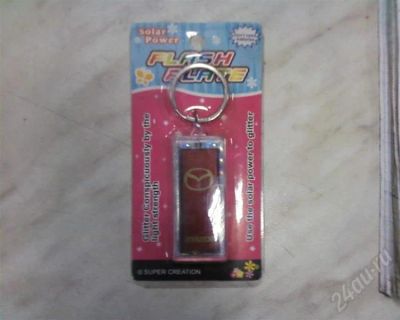 Solar
Power
FLASH
PLATE
Glitter Conspicuously by the
light strength
Use the solar power to glitter
© SUPER CREATION
24au.ru